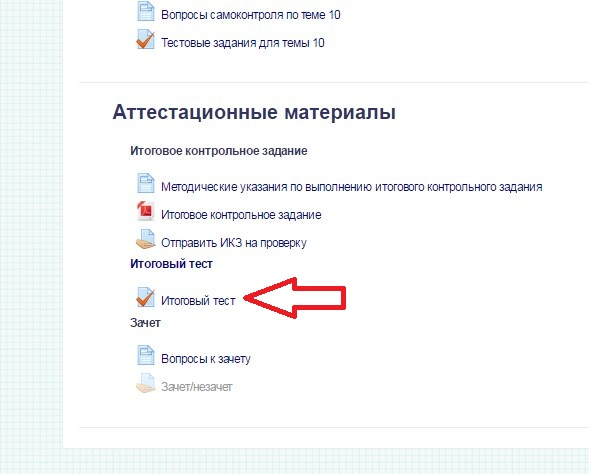 Вопросы самоконтроля по теме 10
Тестовые задания для темы 10
Аттестационные материалы
Итоговое контрольное задание
Методические указания по выполнению итогового контрольного задания
Итоговое контрольное задание
Отправить ИКЗ на проверку
Итоговый тест
Итоговый тест
Зачет
Вопросы к зачету
Зачет/незачет